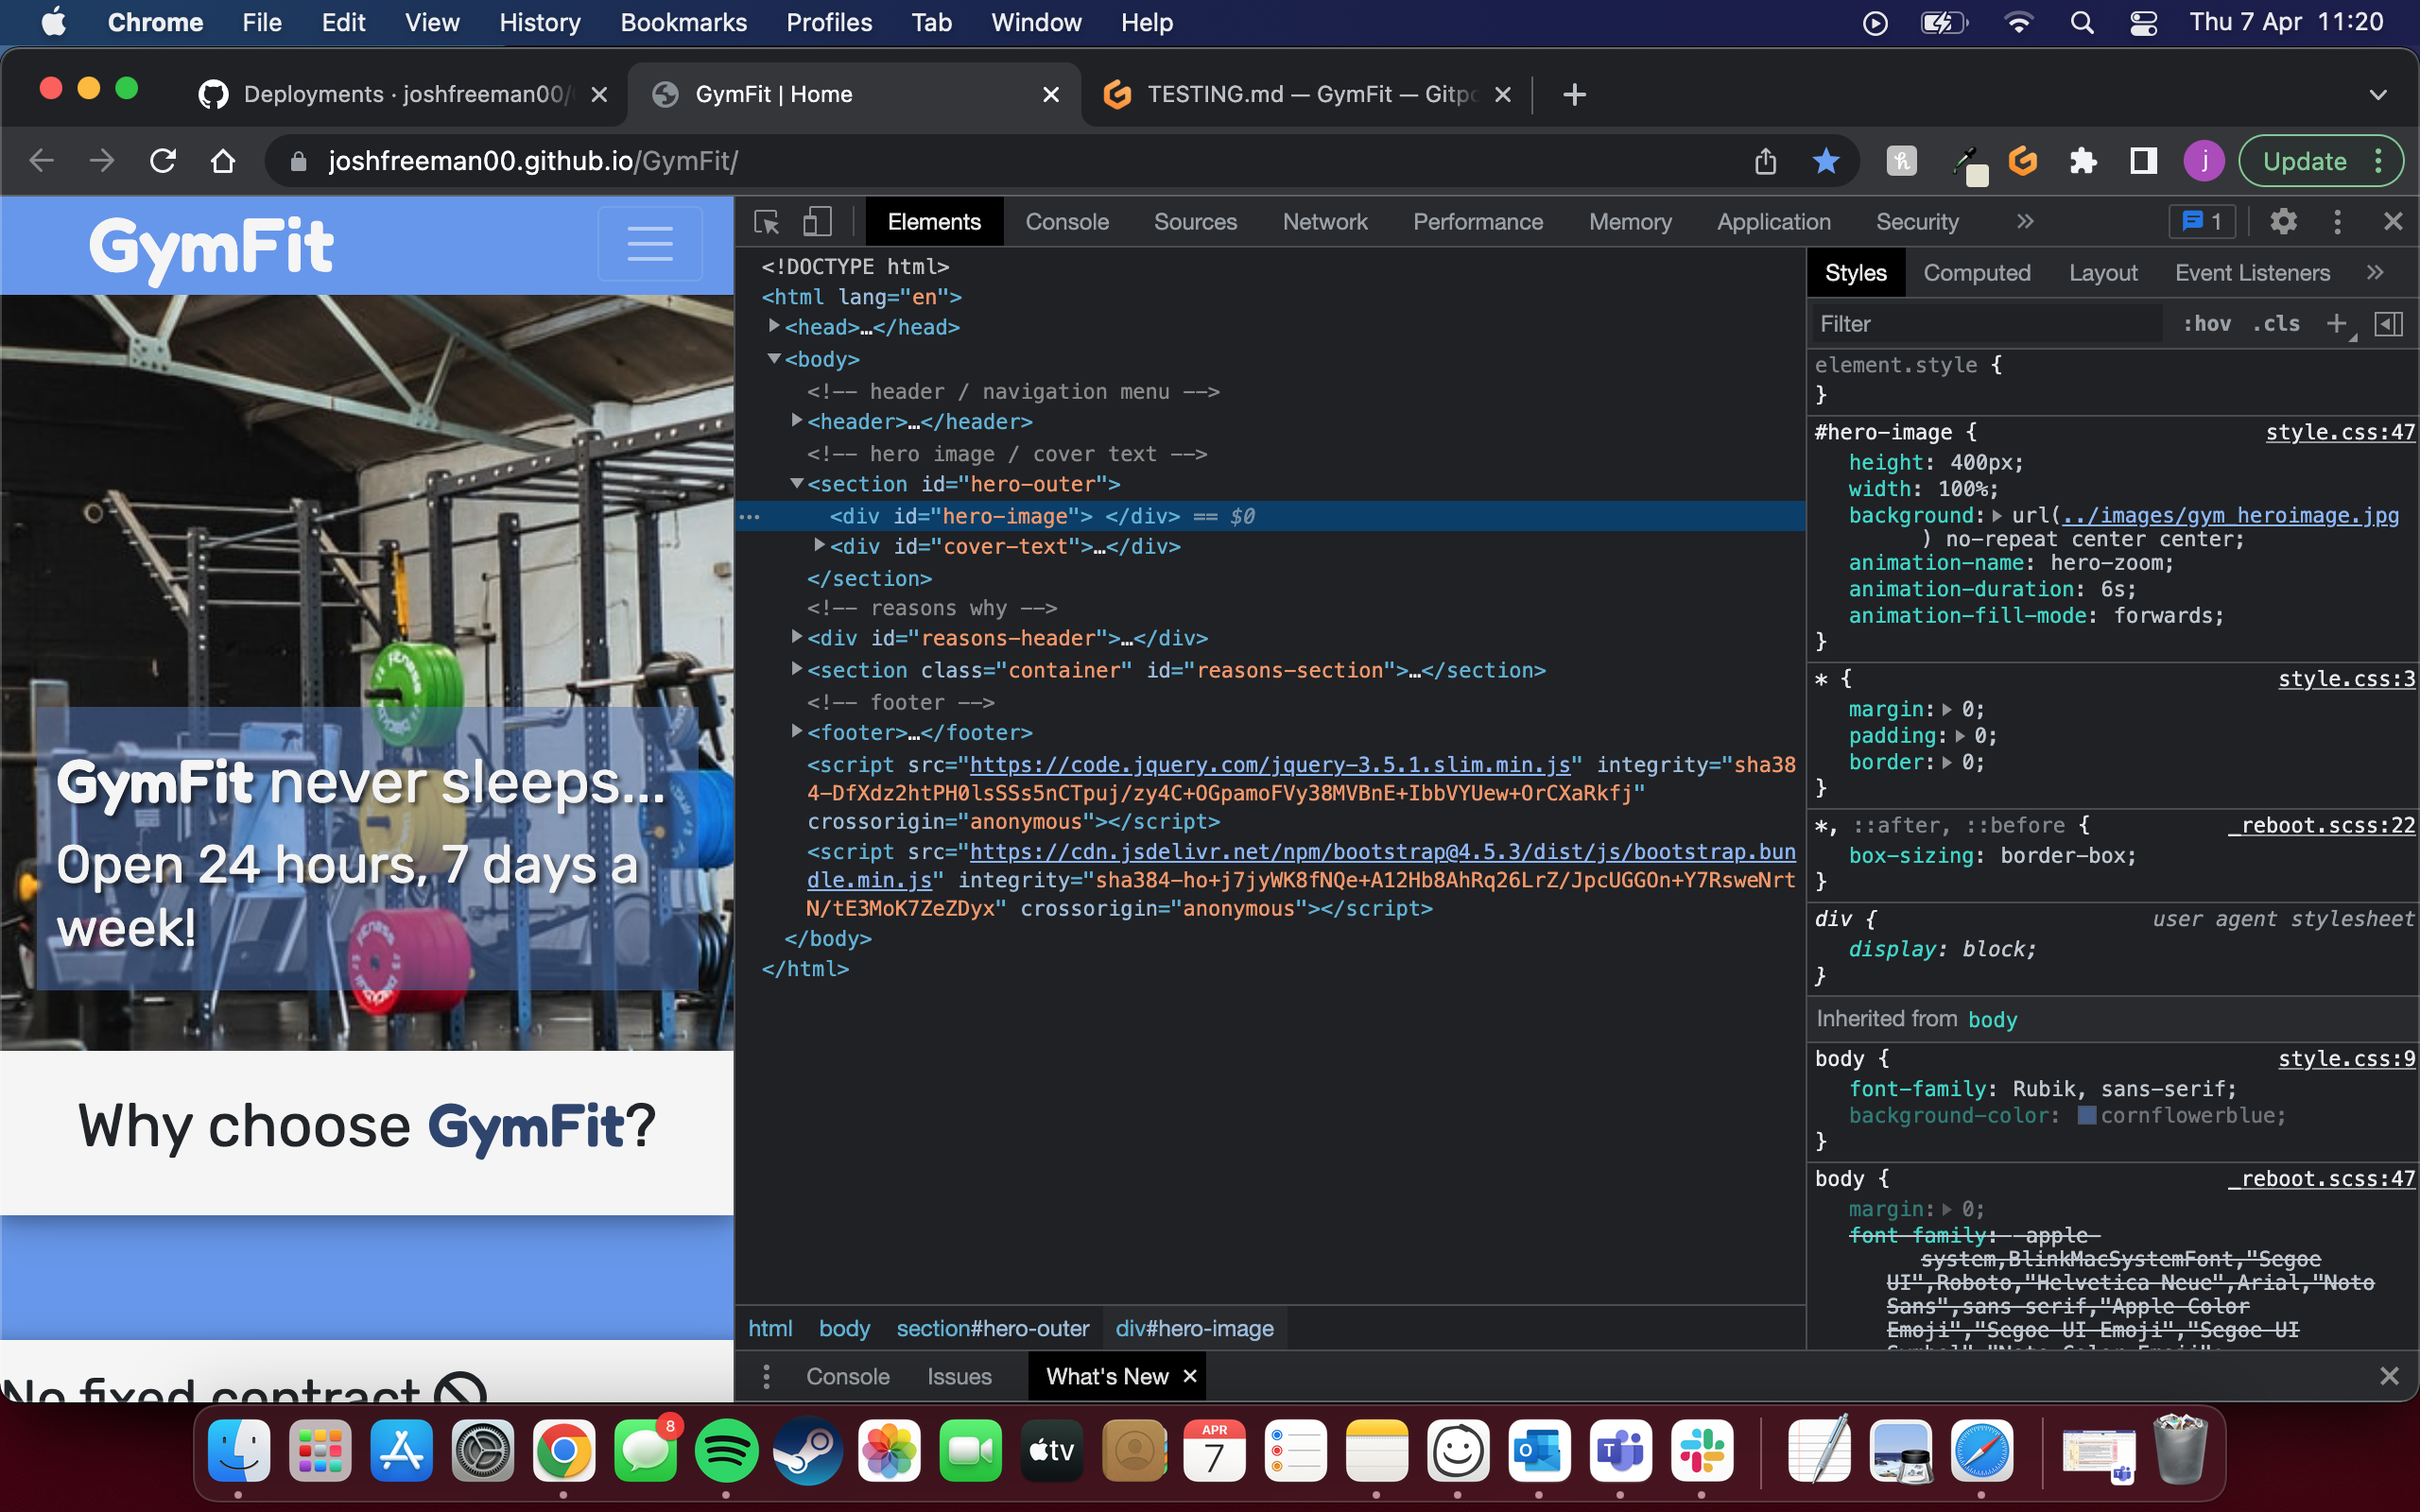 Chrome File Edit View History Bookmarks Profiles Tab Window Help Thu 7 Apr 11:20
Deployments · joshfreeman00/
GymFit | Home
TESTING.md — GymFit — Gitpo
joshfreeman00.github.io/GymFit/
j
Update
GymFit
Elements Console Sources Network Performance Memory Application Security » 1
<!DOCTYPE html>
<html lang="en">
<head>…</head>
<body>
<!-- header / navigation menu -->
<header>…</header>
<!-- hero image / cover text -->
<section id="hero-outer">
<div id="hero-image"> </div> == $0
<div id="cover-text">…</div>
</section>
<!-- reasons why -->
<div id="reasons-header">…</div>
<section class="container" id="reasons-section">…</section>
<!-- footer -->
<footer>…</footer>
<script src="https://code.jquery.com/jquery-3.5.1.slim.min.js" integrity="sha38
4-DfXdz2htPH0lsSSs5nCTpuj/zy4C+OGpamoFVy38MVBnE+IbbVYUew+OrCXaRkfj"
crossorigin="anonymous"></script>
<script src="https://cdn.jsdelivr.net/npm/bootstrap@4.5.3/dist/js/bootstrap.bun
dle.min.js" integrity="sha384-ho+j7jyWK8fNQe+A12Hb8AhRq26LrZ/JpcUGGOn+Y7RsweNrt
N/tE3MoK7ZeZDyx" crossorigin="anonymous"></script>
</body>
</html>
html body section#hero-outer div#hero-image
Styles Computed Layout Event Listeners »
Filter :hov .cls
element.style {
}
#hero-image { style.css:47
height: 400px;
width: 100%;
background: url(../images/gym_heroimage.jpg
) no-repeat center center;
animation-name: hero-zoom;
animation-duration: 6s;
animation-fill-mode: forwards;
}
* { style.css:3
margin: 0;
padding: 0;
border: 0;
}
*, ::after, ::before { _reboot.scss:22
box-sizing: border-box;
}
div { user agent stylesheet
display: block;
}
Inherited from body
body { style.css:9
font-family: Rubik, sans-serif;
background-color: cornflowerblue;
}
body { _reboot.scss:47
margin: 0;
font-family: -apple-
system,BlinkMacSystemFont,"Segoe
UI",Roboto,"Helvetica Neue",Arial,"Noto
Sans",sans-serif,"Apple Color
Emoji","Segoe UI Emoji","Segoe UI
Console Issues What's New
GymFit never sleeps...
Open 24 hours, 7 days a
week!
Why choose GymFit?
No fixed contract
8
tv
APR
7